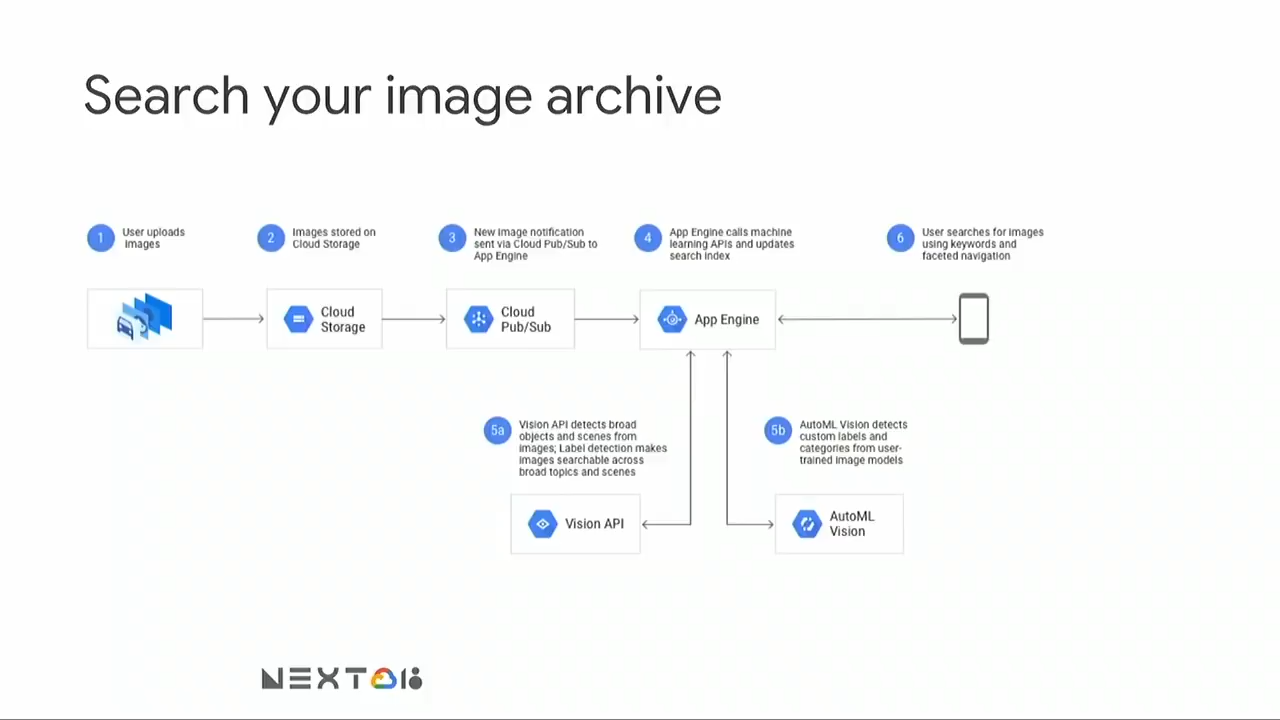 Search your image archive
1
User uploads
images
2
Images stored on
Cloud Storage
3
New image notification
sent via Cloud Pub/Sub to
App Engine
4
App Engine calls machine
learning APIs and updates
search index
6
User searches for images
using keywords and
faceted navigation
Cloud
Storage
Cloud
Pub/Sub
App Engine
5a
Vision API detects broad
objects and scenes from
images; Label detection makes
images searchable across
broad topics and scenes
5b
AutoML Vision detects
custom labels and
categories from user-
trained image models
Vision API
AutoML
Vision
NEXT 18